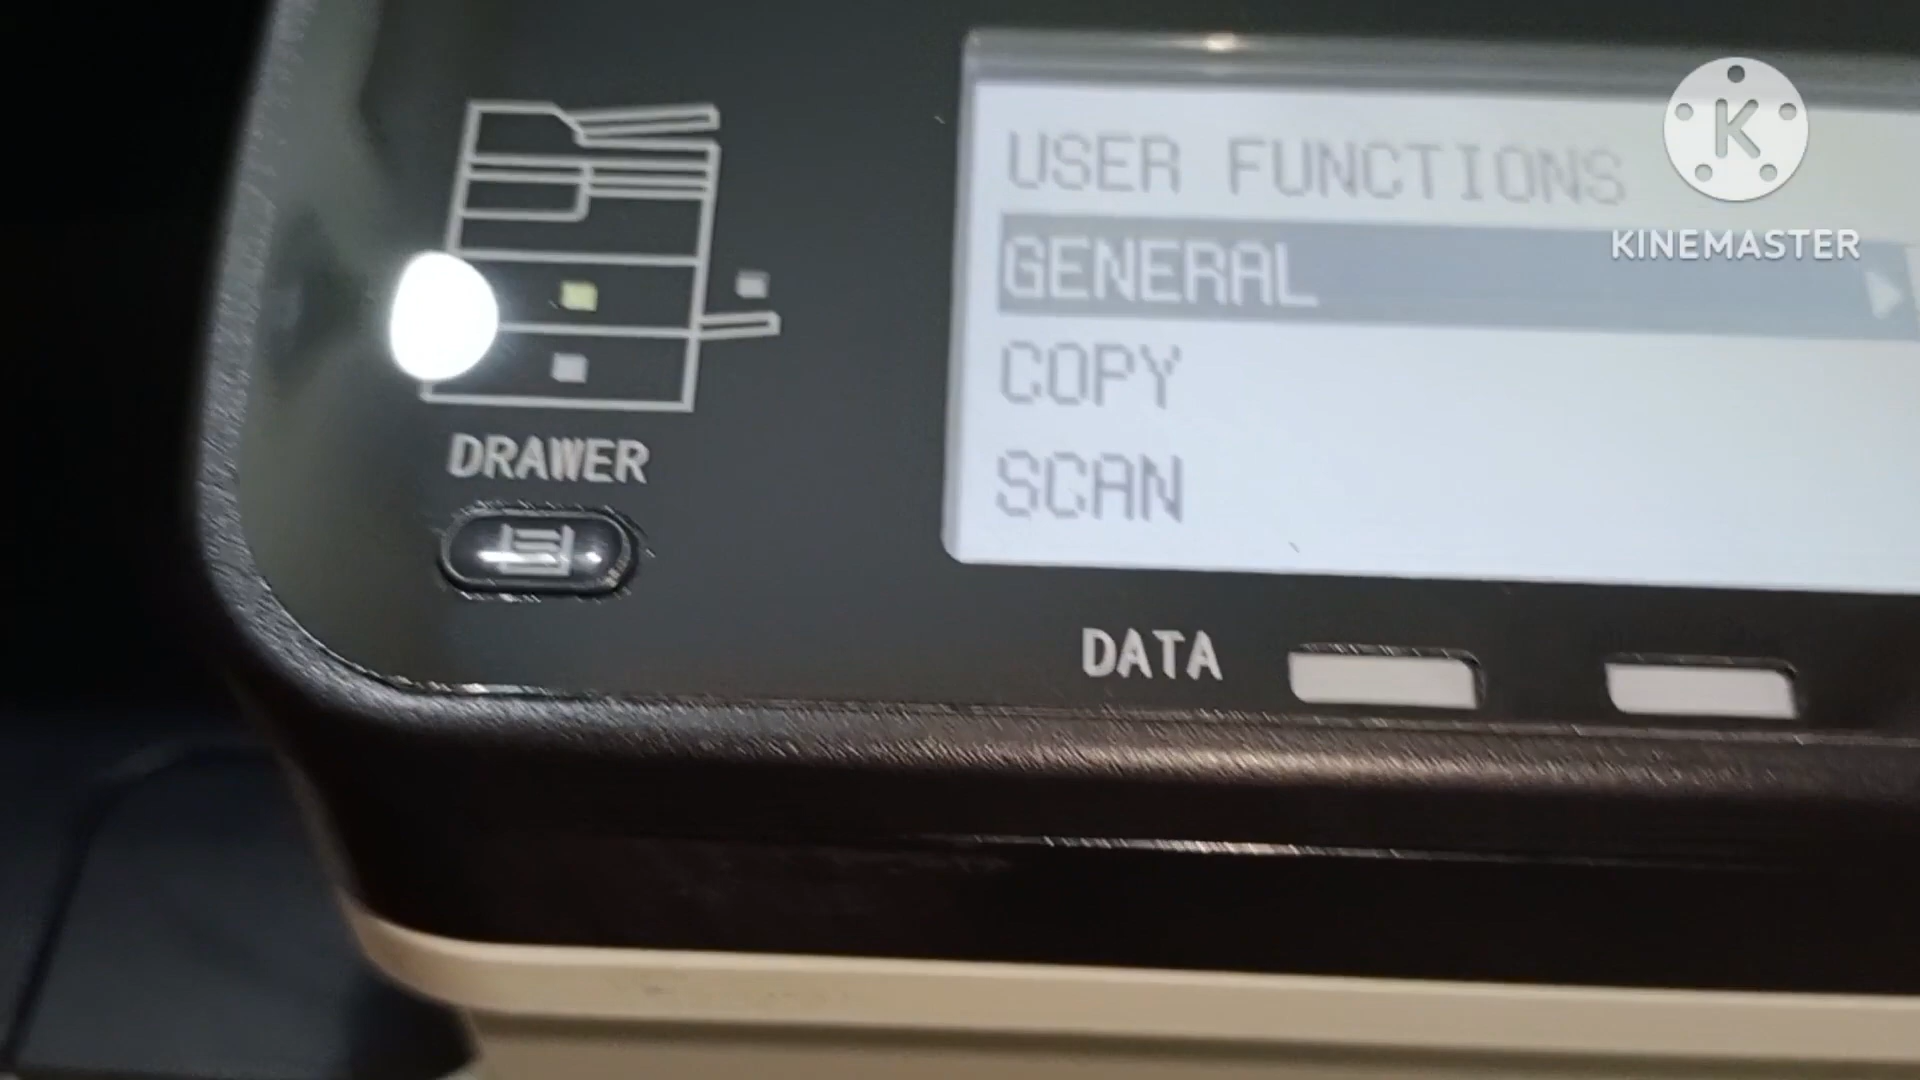 USER FUNCTIONS
GENERAL
COPY
SCAN
DRAWER
DATA
K
KINEMASTER